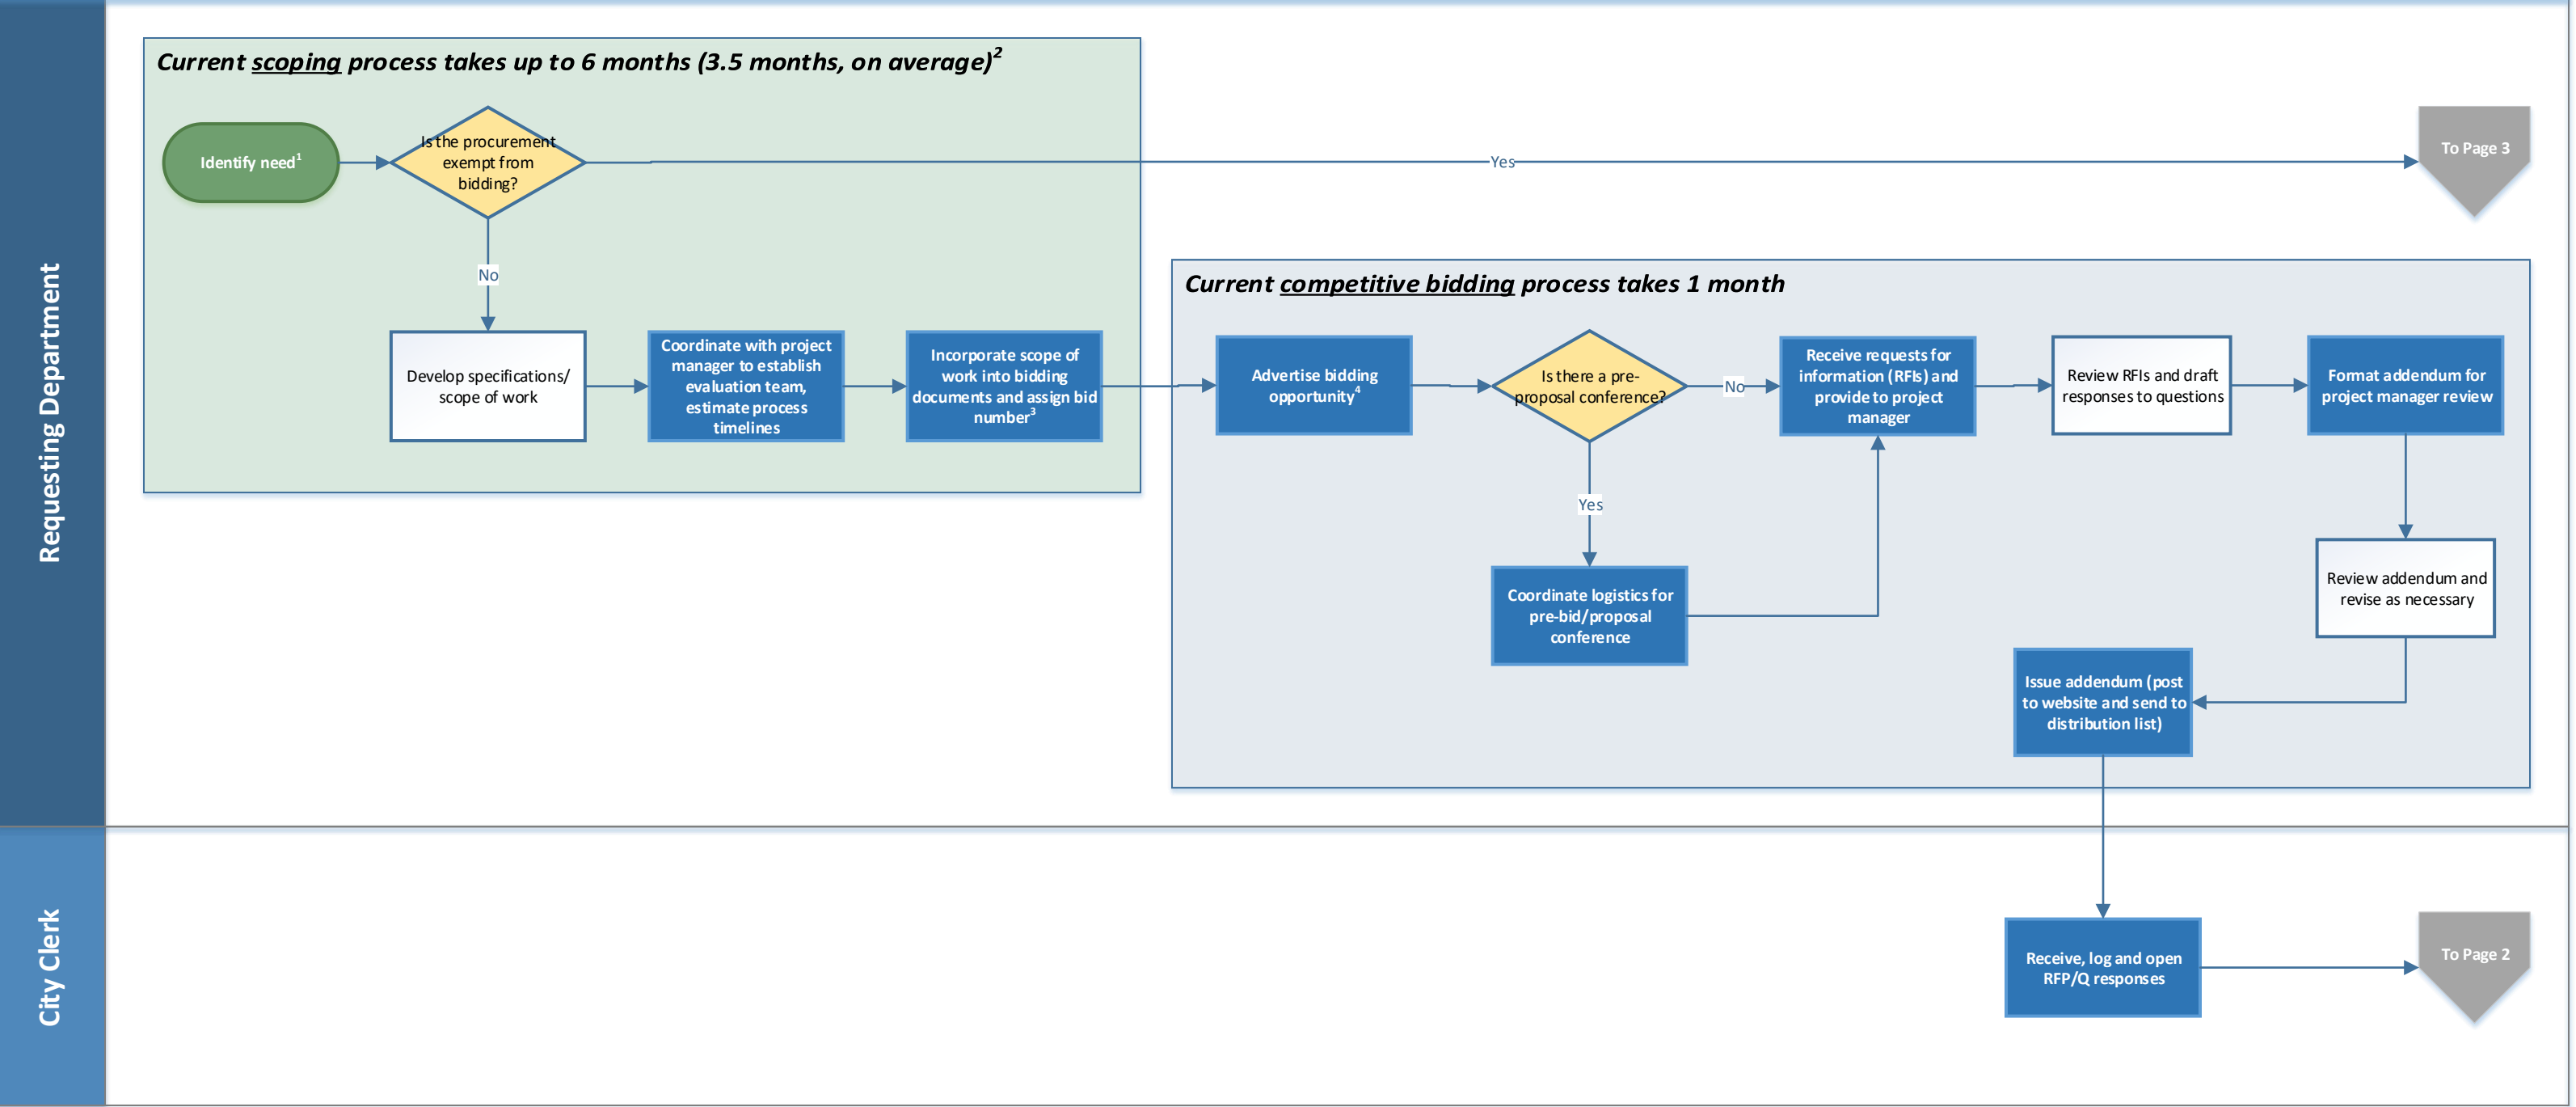 Requesting Department
Current scoping process takes up to 6 months (3.5 months, on average)2
Identify need1
Is the procurement
exempt from
bidding?
Yes
To Page 3
No
Develop specifications/
scope of work
Coordinate with project
manager to establish
evaluation team,
estimate process
timelines
Incorporate scope of
work into bidding
documents and assign bid
number3
Current competitive bidding process takes 1 month
Advertise bidding
opportunity4
Is there a pre-
proposal conference?
No
Receive requests for
information (RFIs) and
provide to project
manager
Review RFIs and draft
responses to questions
Format addendum for
project manager review
Yes
Coordinate logistics for
pre-bid/proposal
conference
Review addendum and
revise as necessary
Issue addendum (post
to website and send to
distribution list)
City Clerk
Receive, log and open
RFP/Q responses
To Page 2